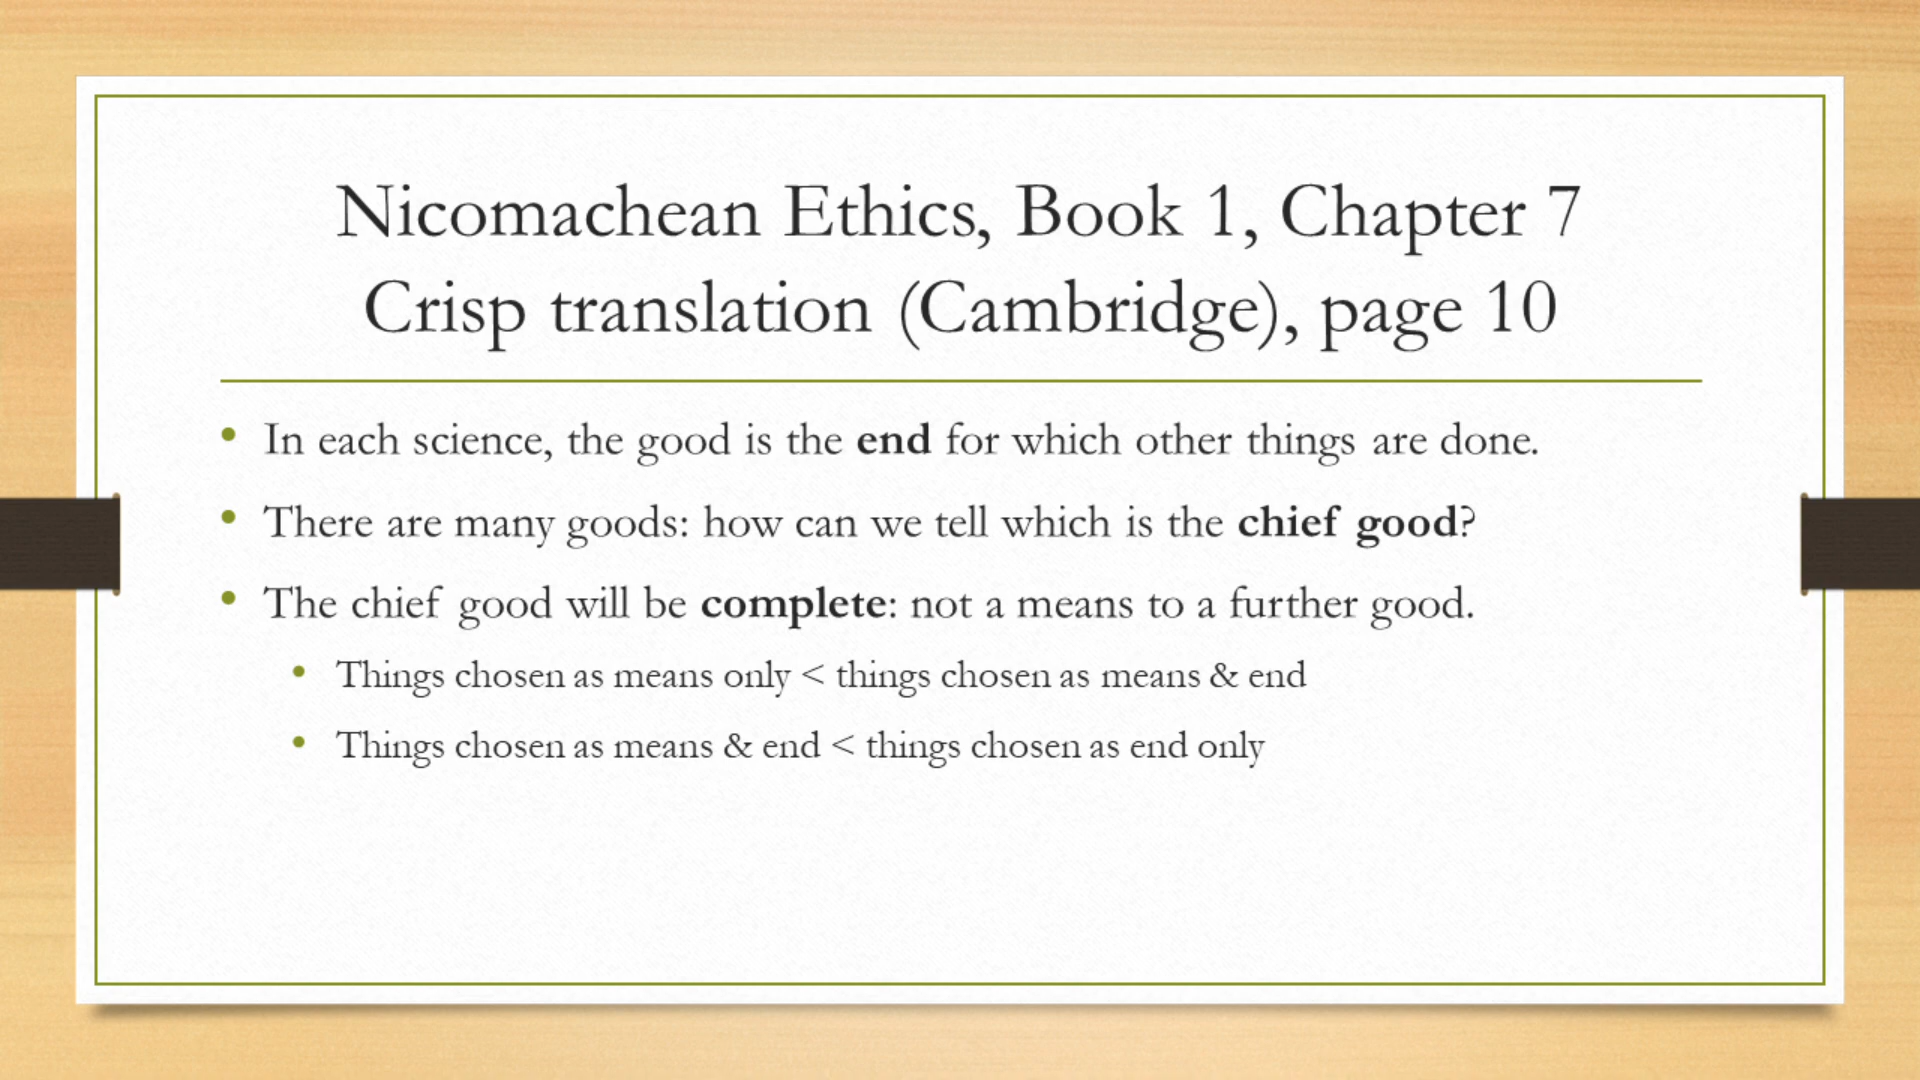 Nicomachean Ethics, Book 1, Chapter 7
Crisp translation (Cambridge), page 10
• In each science, the good is the end for which other things are done.
• There are many goods: how can we tell which is the chief good?
• The chief good will be complete: not a means to a further good.
• Things chosen as means only < things chosen as means & end
• Things chosen as means & end < things chosen as end only